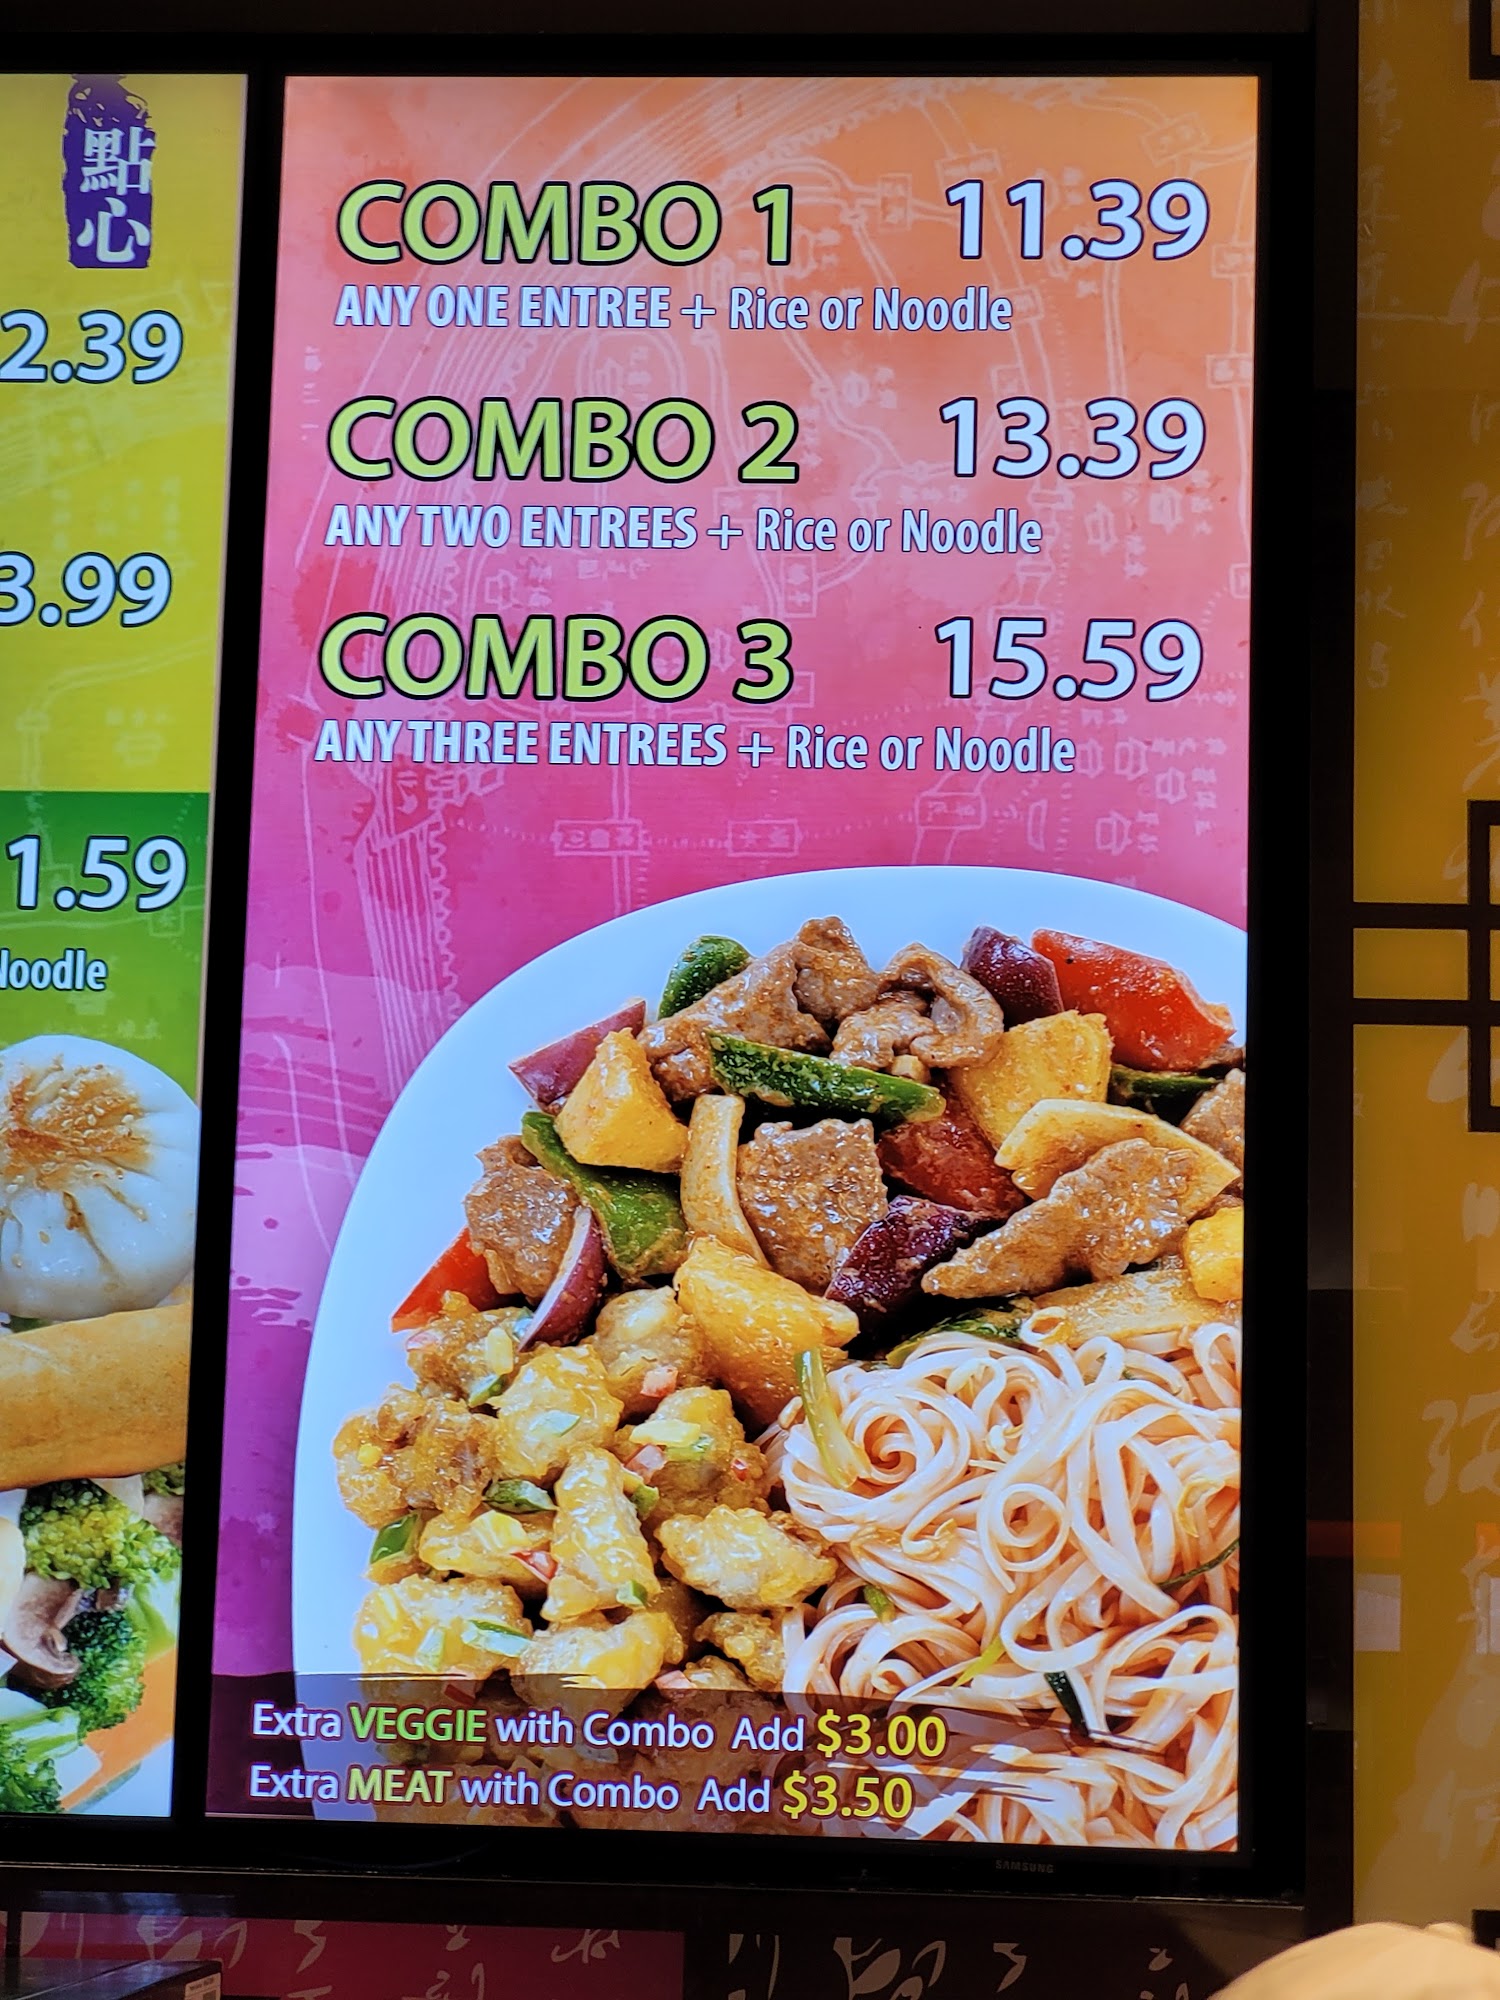 點心
2.39
3.99
1.59
Noodle
COMBO 1 11.39
ANY ONE ENTREE + Rice or Noodle
COMBO 2 13.39
ANY TWO ENTREES + Rice or Noodle
COMBO 3 15.59
ANY THREE ENTREES + Rice or Noodle
Extra VEGGIE with Combo Add $3.00
Extra MEAT with Combo Add $3.50
SAMSUNG